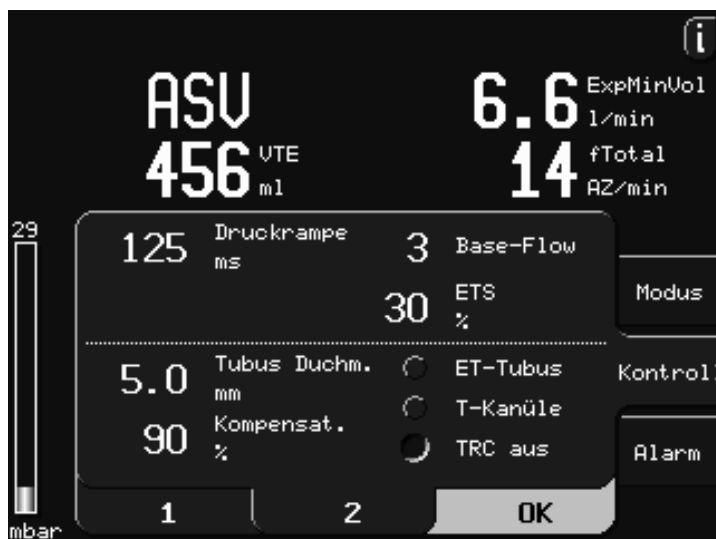 i
ASV
6.6 ExpMinVol
l/min
456 VTE
ml
14 fTotal
AZ/min
29
125 Druckrampe
ms
3 Base-Flow
30 ETS
%
Modus
5.0 Tubus Duchm.
mm
ET-Tubus
Kontroll
T-Kanüle
90 Kompensat.
%
TRC aus
Alarm
1
2
OK
mbar